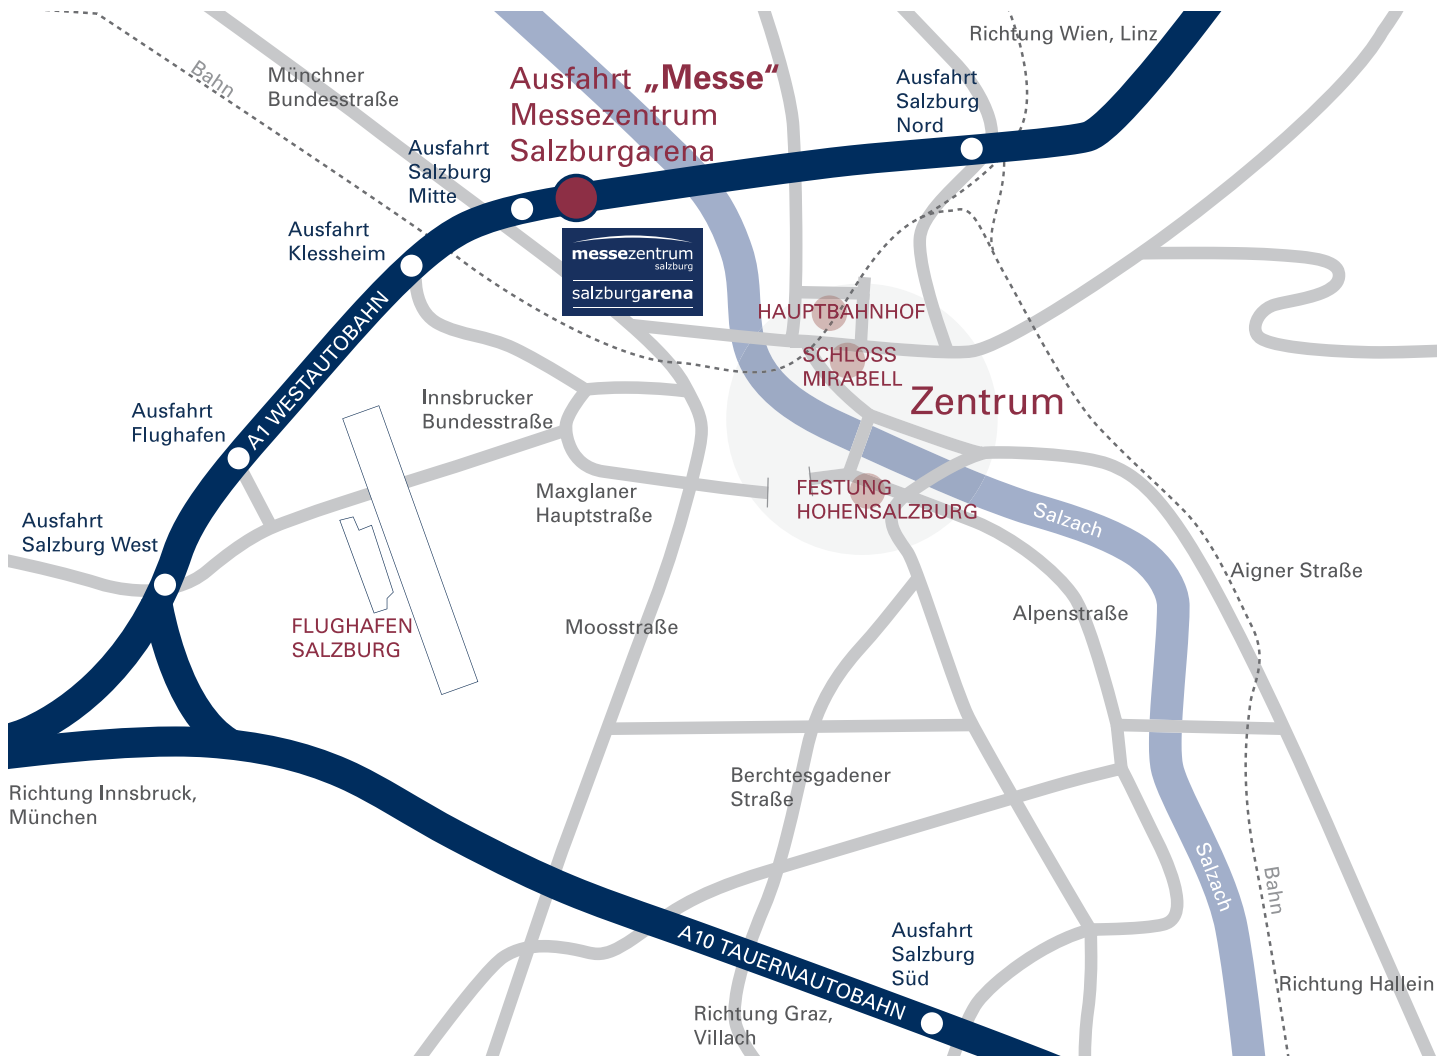 Richtung Wien, Linz
Bahn
Münchner
Bundesstraße
Ausfahrt „Messe“
Messezentrum
Salzburgarena
Ausfahrt
Salzburg
Nord
Ausfahrt
Salzburg
Mitte
Ausfahrt
Klessheim
messezentrum
salzburg
salzburgarena
HAUPTBAHNHOF
SCHLOSS
MIRABELL
Zentrum
A1 WESTAUTOBAHN
Innsbrucker
Bundesstraße
Ausfahrt
Flughafen
Maxglaner
Hauptstraße
FESTUNG
HOHENSALZBURG
Salzach
Ausfahrt
Salzburg West
Aigner Straße
Alpenstraße
FLUGHAFEN
SALZBURG
Moosstraße
Berchtesgadener
Straße
Richtung Innsbruck,
München
Salzach
Bahn
A10 TAUERNAUTOBAHN
Ausfahrt
Salzburg
Süd
Richtung Hallein
Richtung Graz,
Villach